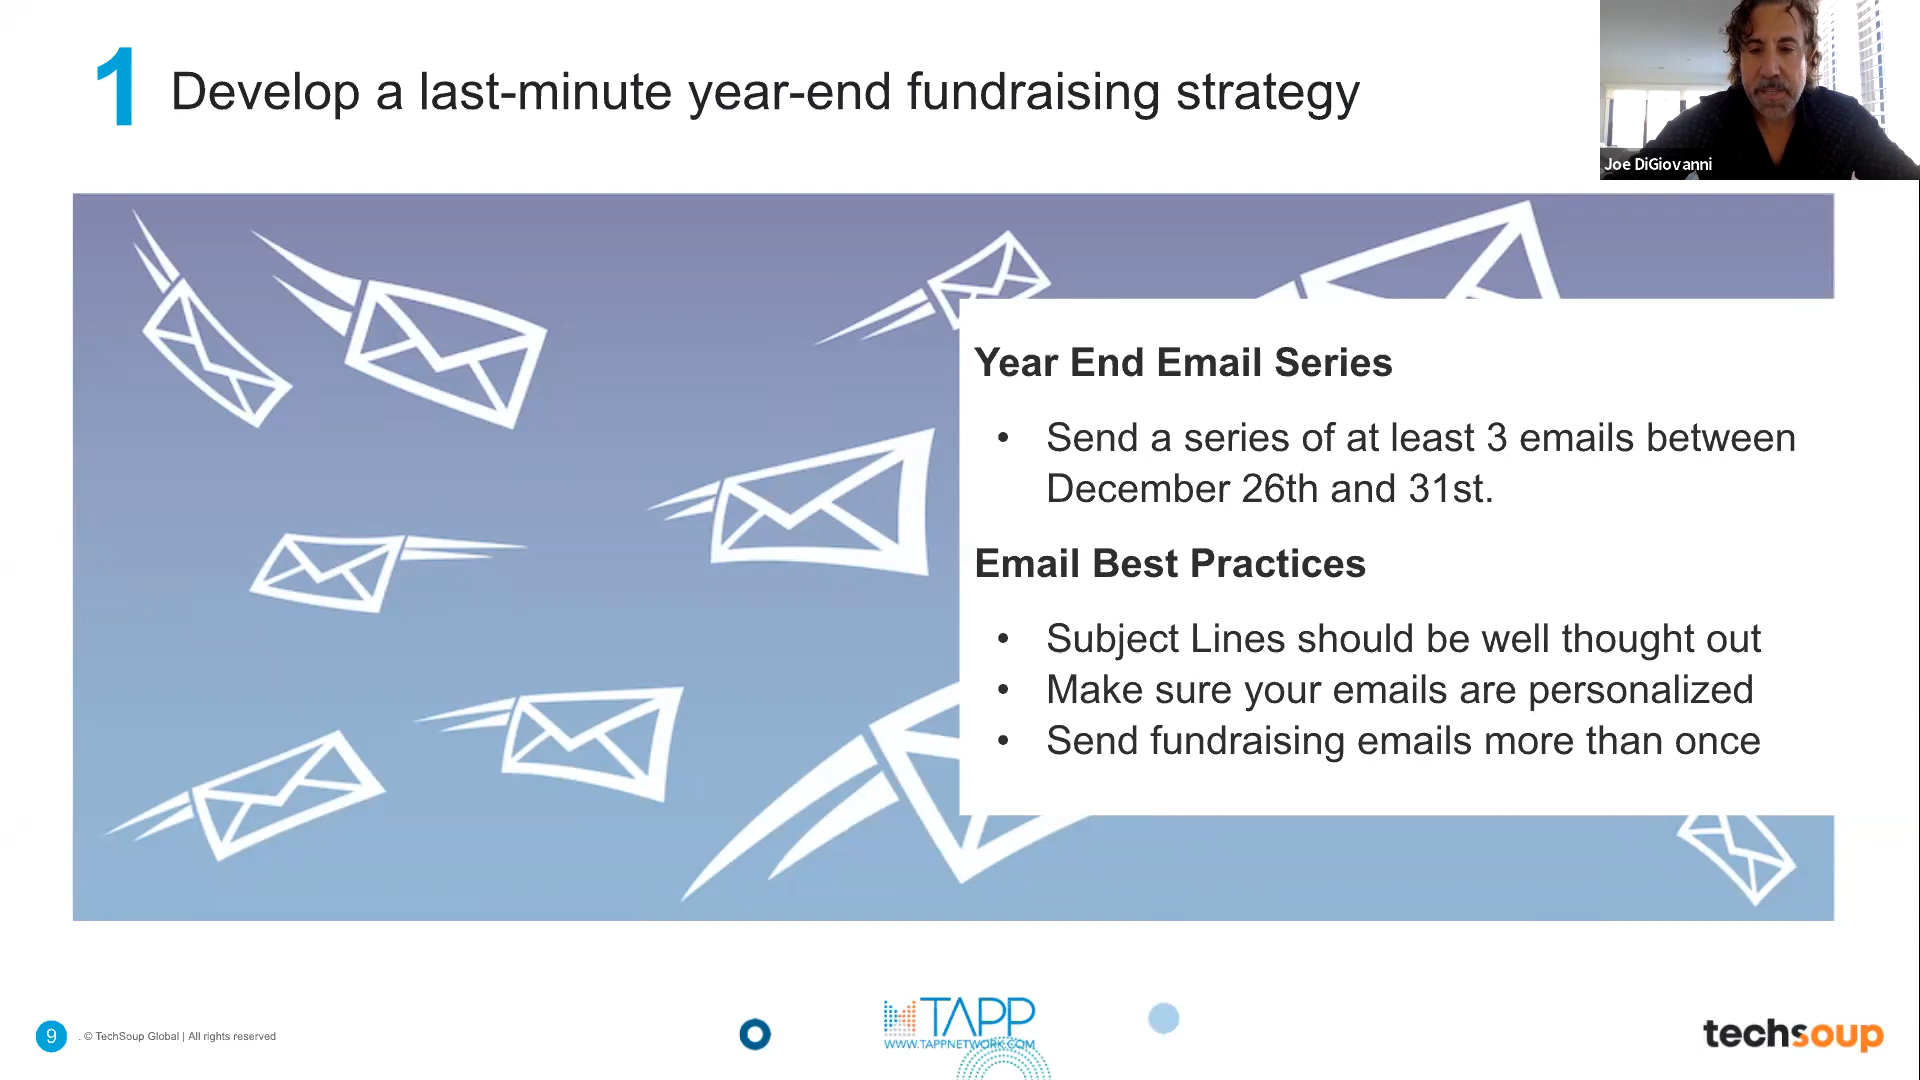 1 Develop a last-minute year-end fundraising strategy
Joe DiGiovanni
Year End Email Series
• Send a series of at least 3 emails between
December 26th and 31st.
Email Best Practices
• Subject Lines should be well thought out
• Make sure your emails are personalized
• Send fundraising emails more than once
9 . © TechSoup Global | All rights reserved
TAPP
WWW.TAPPNETWORK.COM
techsoup